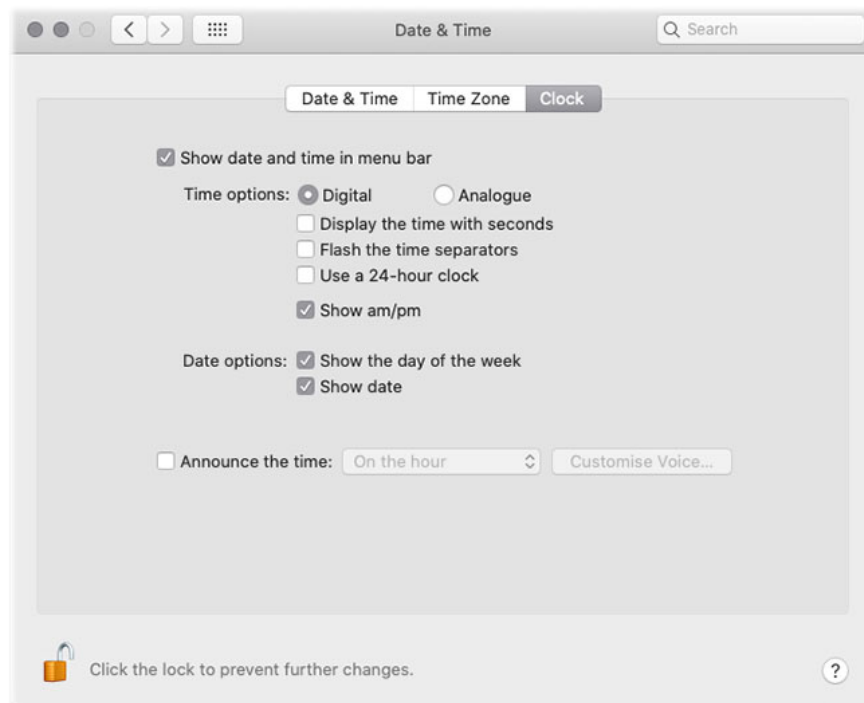 Date & Time
Search
Date & Time Time Zone Clock
Show date and time in menu bar
Time options: Digital Analogue
Display the time with seconds
Flash the time separators
Use a 24-hour clock
Show am/pm
Date options: Show the day of the week
Show date
Announce the time: On the hour Customise Voice...
Click the lock to prevent further changes. ?